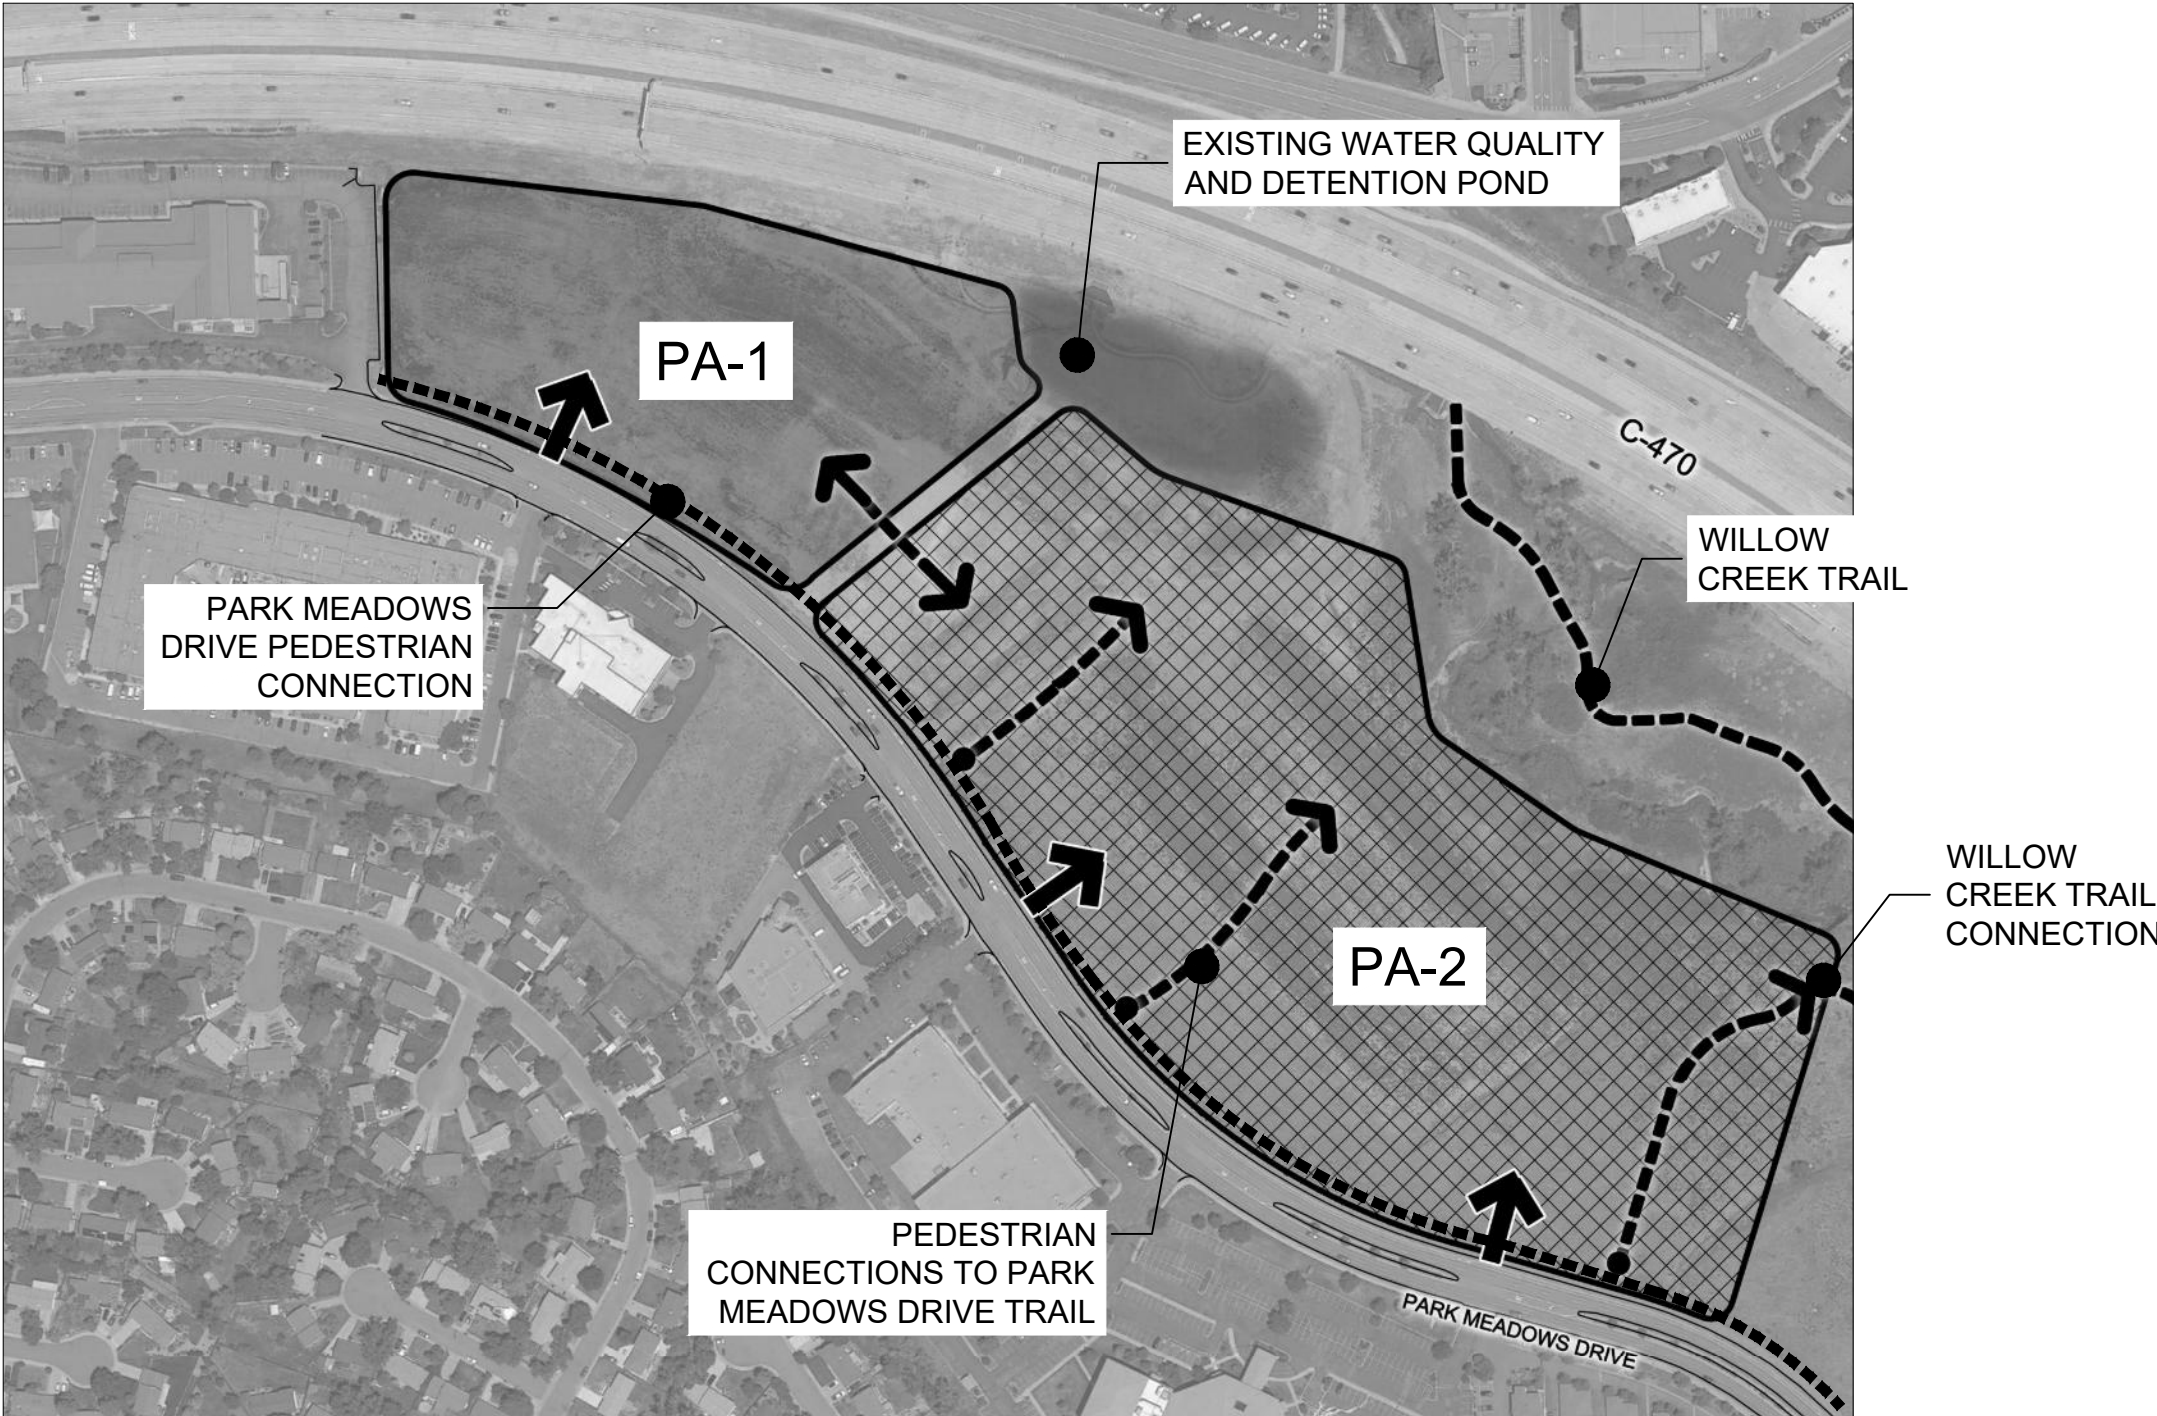 EXISTING WATER QUALITY
AND DETENTION POND
PA-1
C-470
WILLOW
CREEK TRAIL
PARK MEADOWS
DRIVE PEDESTRIAN
CONNECTION
WILLOW
CREEK TRAIL
CONNECTION
PA-2
PEDESTRIAN
CONNECTIONS TO PARK
MEADOWS DRIVE TRAIL
PARK MEADOWS DRIVE